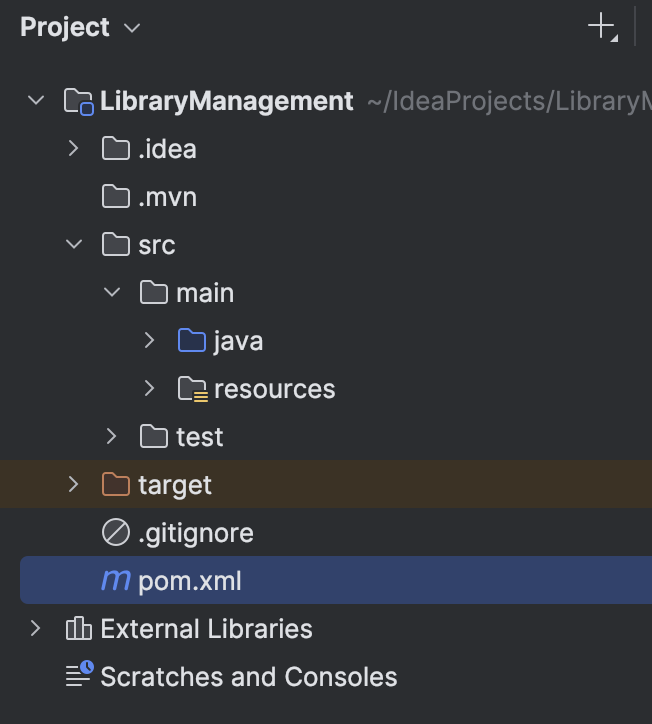 Project
LibraryManagement ~/IdeaProjects/LibraryM
.idea
.mvn
src
main
java
resources
test
target
.gitignore
pom.xml
External Libraries
Scratches and Consoles